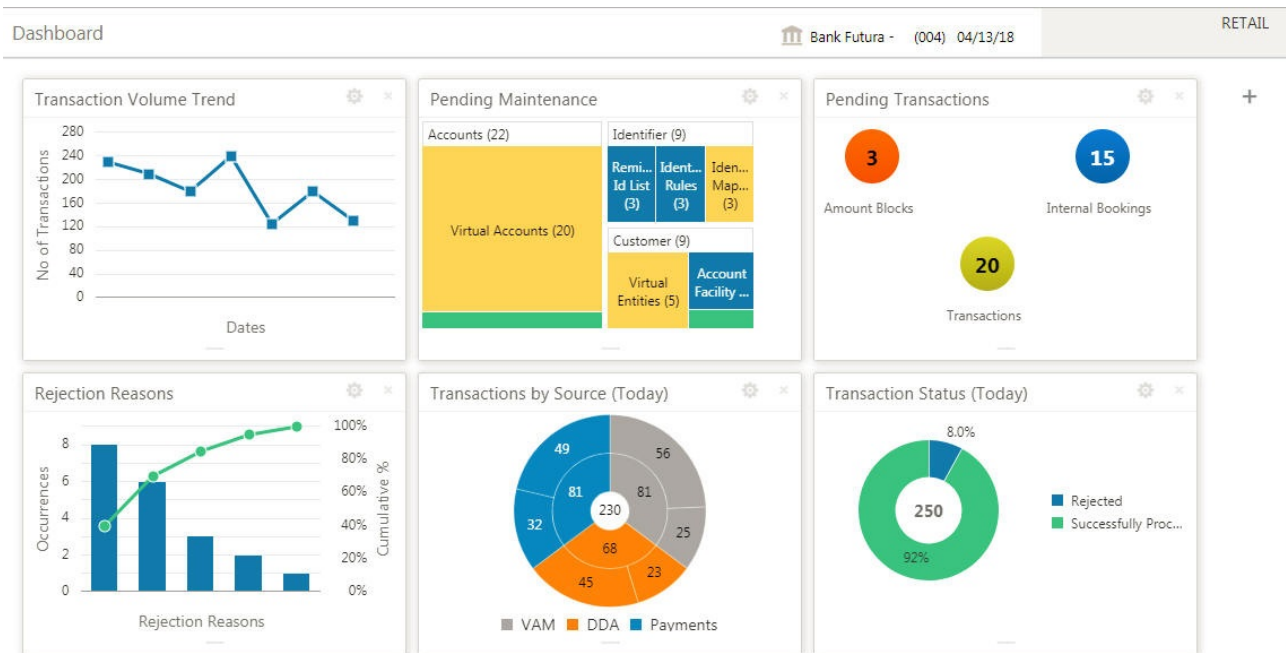 Dashboard
Bank Futura - (004) 04/13/18
RETAIL
Transaction Volume Trend
280
240
200
160
120
80
40
0
No of Transactions
Dates
Pending Maintenance
Accounts (22)
Virtual Accounts (20)
Identifier (9)
Remi...
Id List
(3)
Ident...
Rules
(3)
Iden...
Map...
(3)
Customer (9)
Virtual
Entities (5)
Account
Facility ...
Pending Transactions
3
Amount Blocks
15
Internal Bookings
20
Transactions
+
Rejection Reasons
8
6
4
2
0
Occurrences
100%
80%
60%
40%
20%
0%
Cumulative %
Rejection Reasons
Transactions by Source (Today)
49
56
81
81
230
32
25
68
45
23
VAM DDA Payments
Transaction Status (Today)
8.0%
250
92%
Rejected
Successfully Proc...